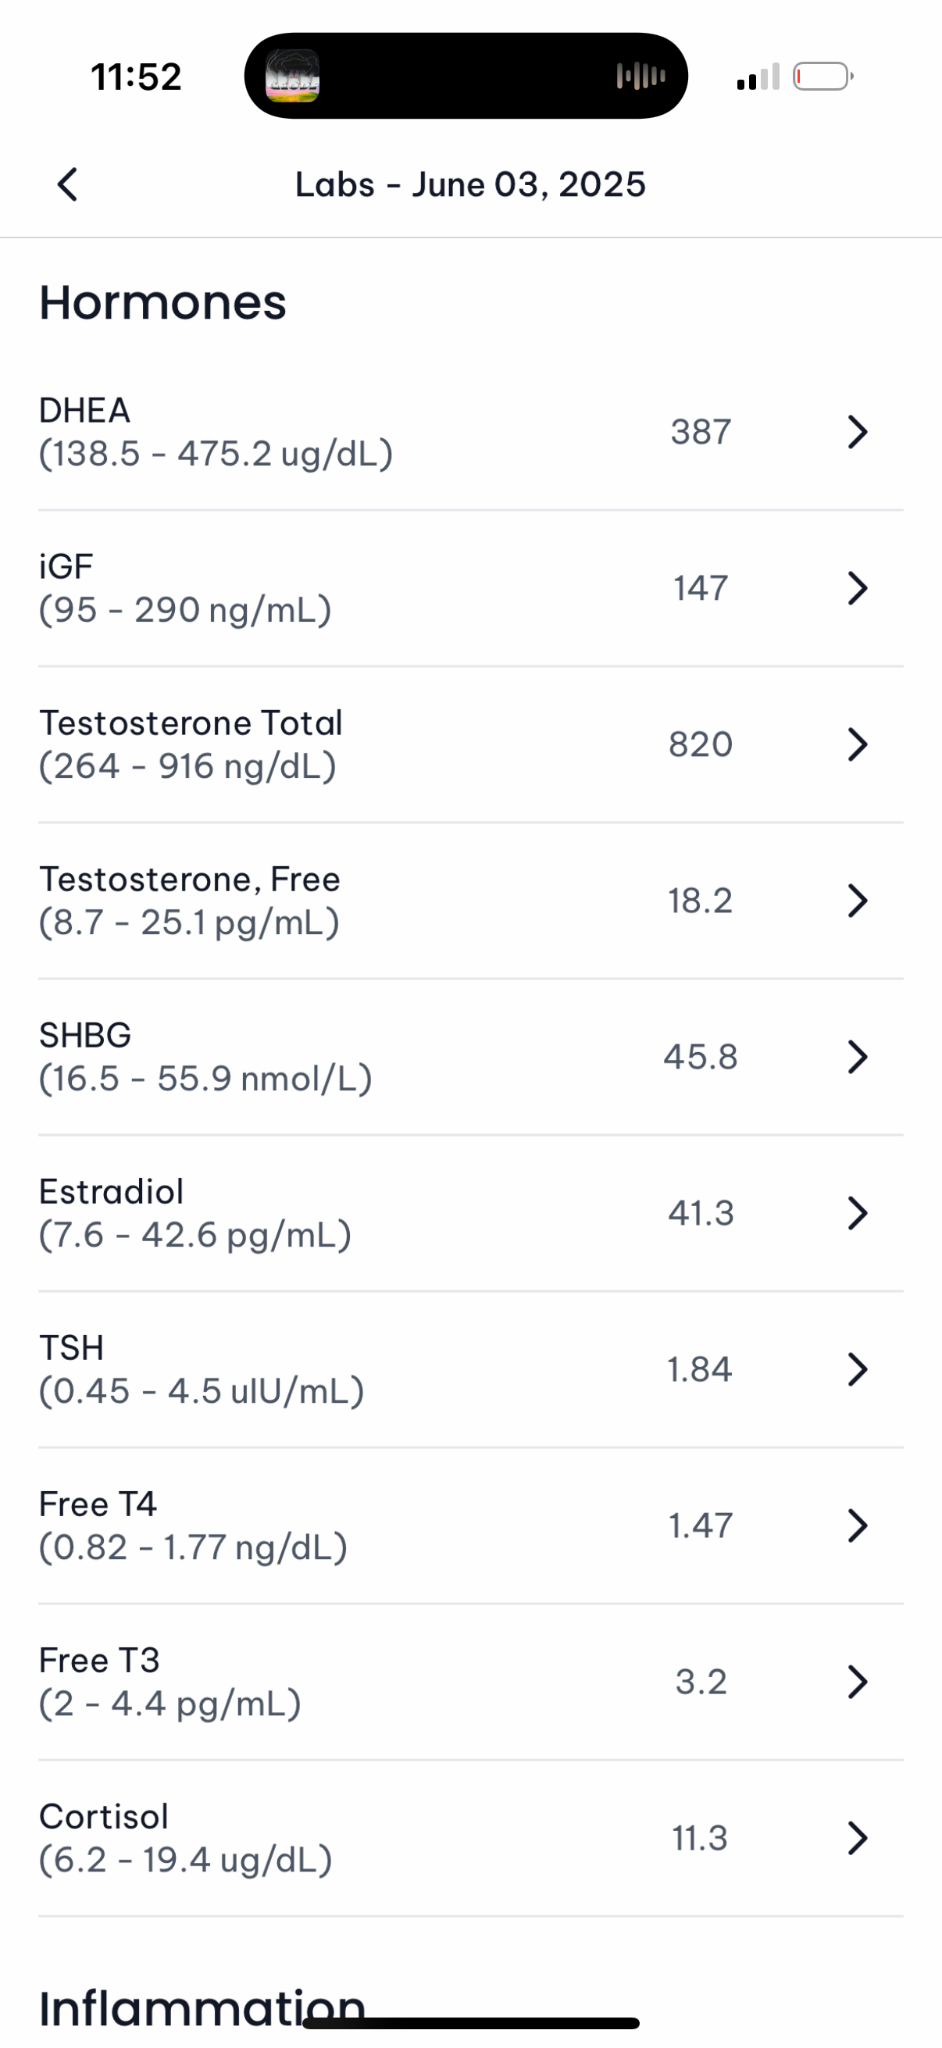 11:52
Labs - June 03, 2025
Hormones
DHEA
(138.5 - 475.2 ug/dL)
387
iGF
(95 - 290 ng/mL)
147
Testosterone Total
(264 - 916 ng/dL)
820
Testosterone, Free
(8.7 - 25.1 pg/mL)
18.2
SHBG
(16.5 - 55.9 nmol/L)
45.8
Estradiol
(7.6 - 42.6 pg/mL)
41.3
TSH
(0.45 - 4.5 uIU/mL)
1.84
Free T4
(0.82 - 1.77 ng/dL)
1.47
Free T3
(2 - 4.4 pg/mL)
3.2
Cortisol
(6.2 - 19.4 ug/dL)
11.3
Inflammation